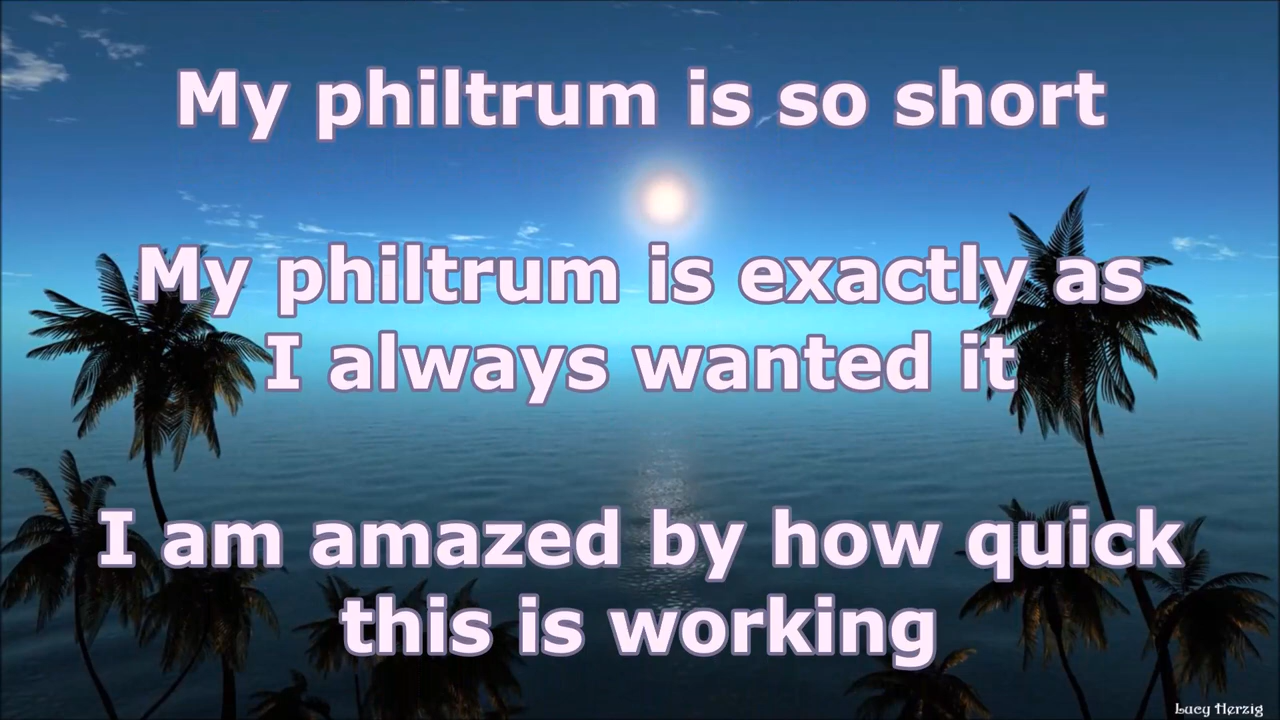 My philtrum is so short
My philtrum is exactly as
I always wanted it
I am amazed by how quick
this is working
Lucy Herzig